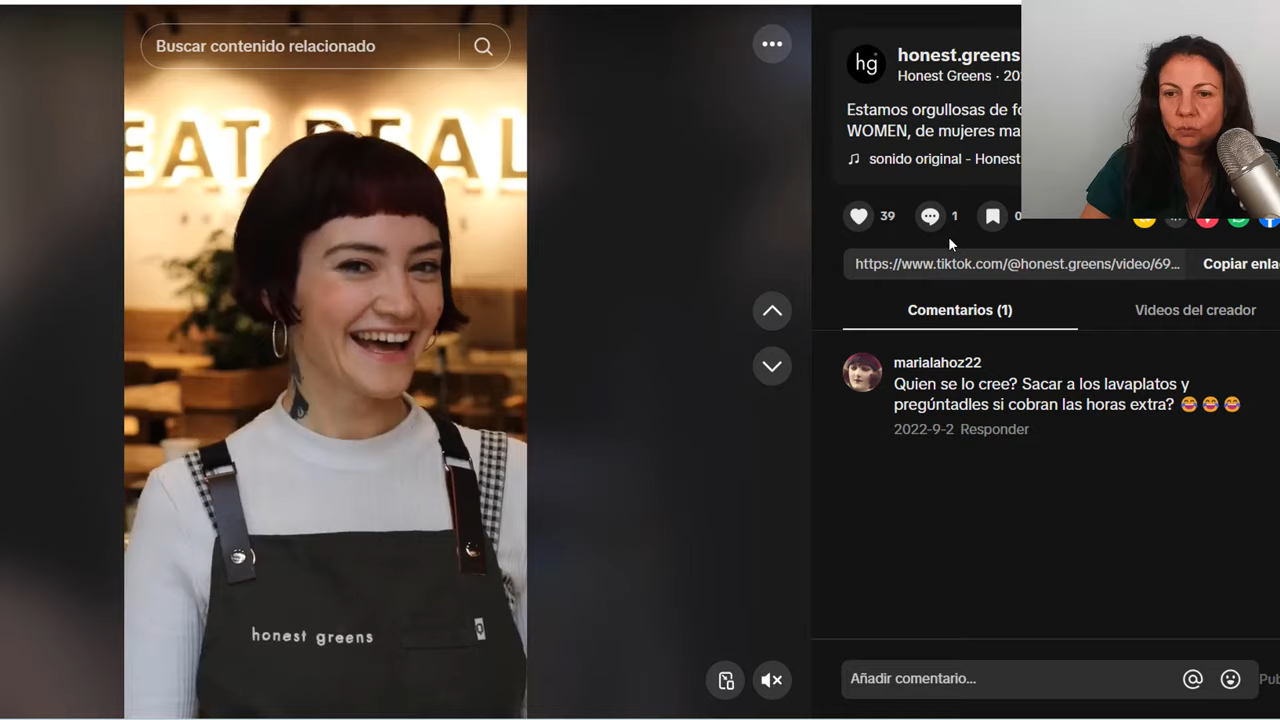 Buscar contenido relacionado
EAT REAL
honest greens
hg
honest.greens
Honest Greens · 20
Estamos orgullosas de fo
WOMEN, de mujeres ma
sonido original - Honest
39
1
0
https://www.tiktok.com/@honest.greens/video/69...
Copiar enla
Comentarios (1)
Videos del creador
marialahoz22
Quien se lo cree? Sacar a los lavaplatos y
pregúntadles si cobran las horas extra? 😂 😂 😂
2022-9-2 Responder
Añadir comentario...
Pub